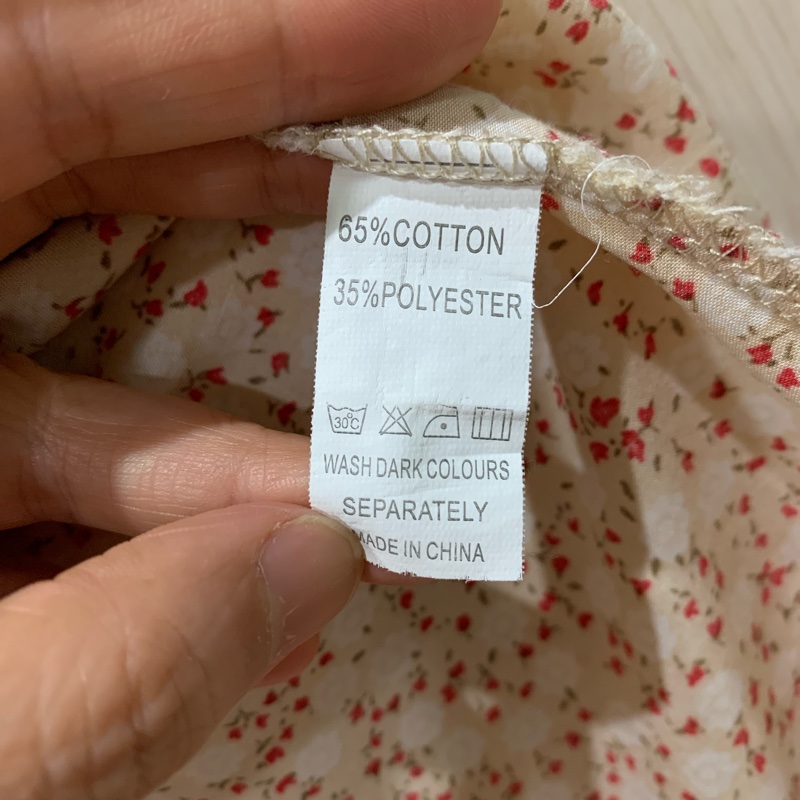 65%COTTON
35%POLYESTER
30℃
WASH DARK COLOURS
SEPARATELY
MADE IN CHINA